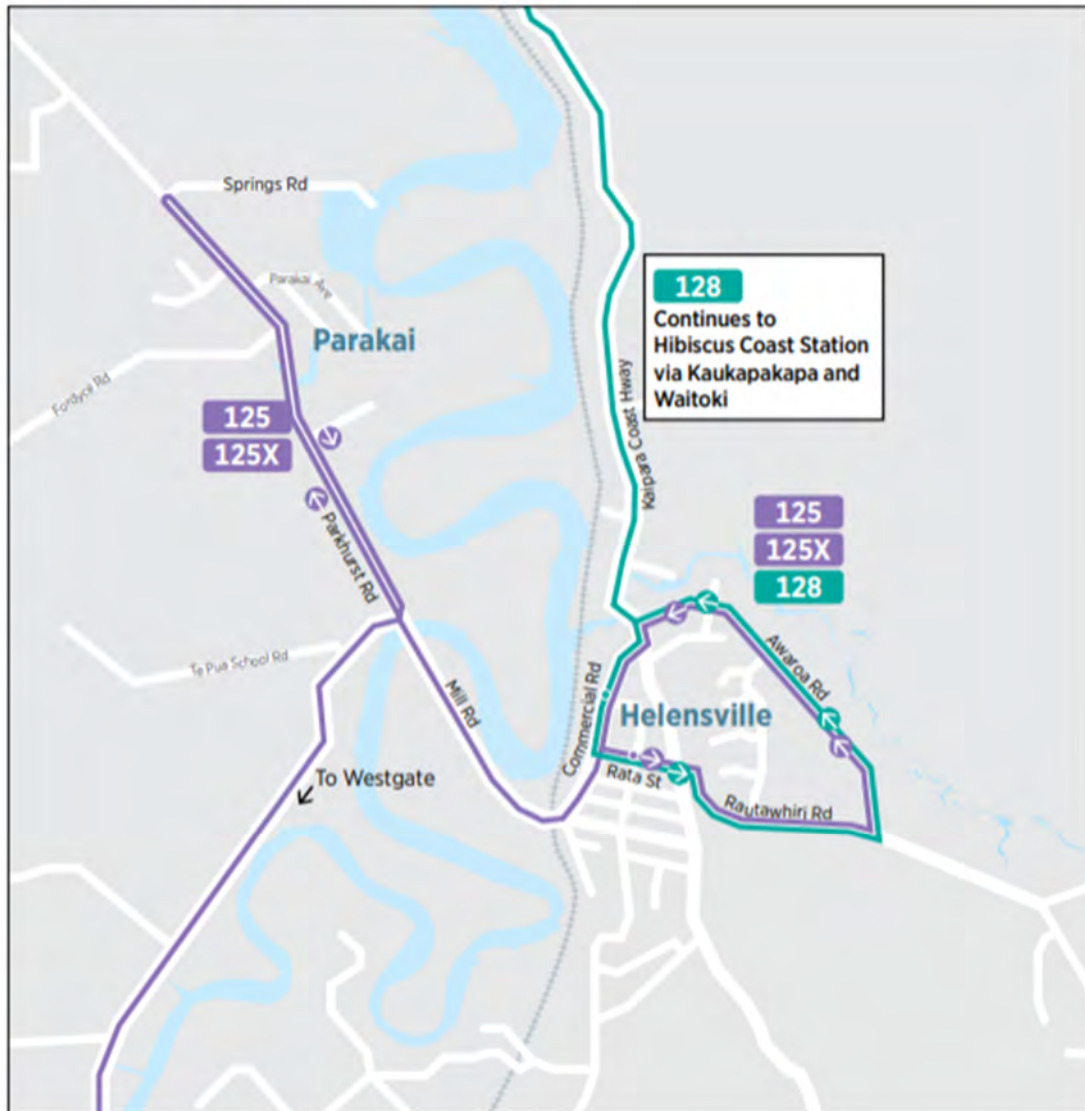 Springs Rd
Parakai Ave
Parakai
Fordyce Rd
125
125X
Parkhurst Rd
Te Pua School Rd
Mill Rd
To Westgate
128
Continues to
Hibiscus Coast Station
via Kaukapakapa and
Waitoki
Kaipara Coast Hway
125
125X
128
Awaroa Rd
Helensville
Commercial Rd
Rata St
Rautawhiri Rd